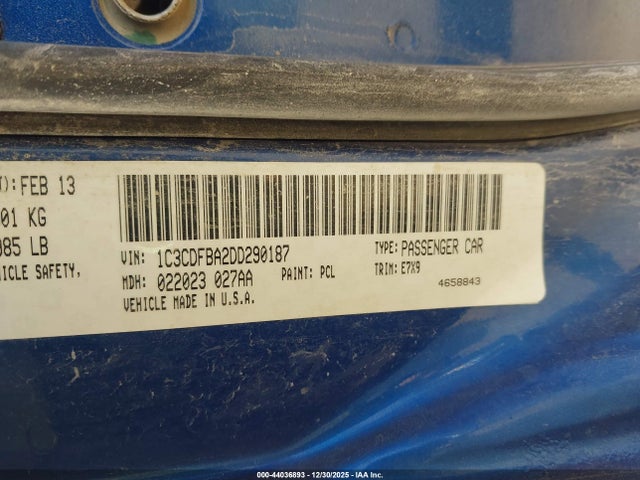 FEB 13
01 KG
085 LB
VEHICLE SAFETY,
VIN: 1C3CDFBA2DD290187 TYPE: PASSENGER CAR
MDH: 022023 027AA PAINT: PCL TRIM: E7X9
VEHICLE MADE IN U.S.A. 4658843
000-44036893 - 12/30/2025 - IAA Inc.